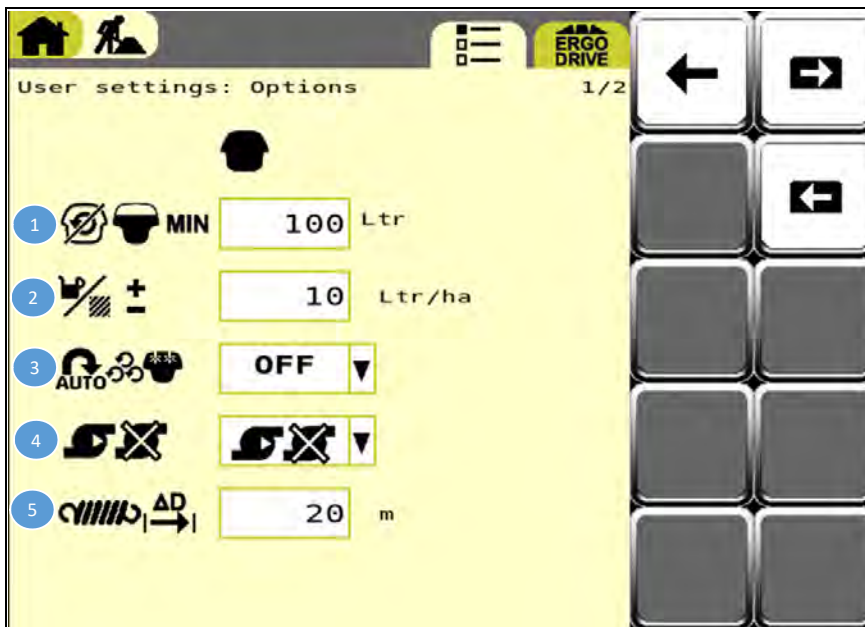 ERGO
DRIVE
User settings: Options 1/2
1 MIN 100 Ltr
2 + - 10 Ltr/ha
3 AUTO OFF
4
5 ΔD 20 m